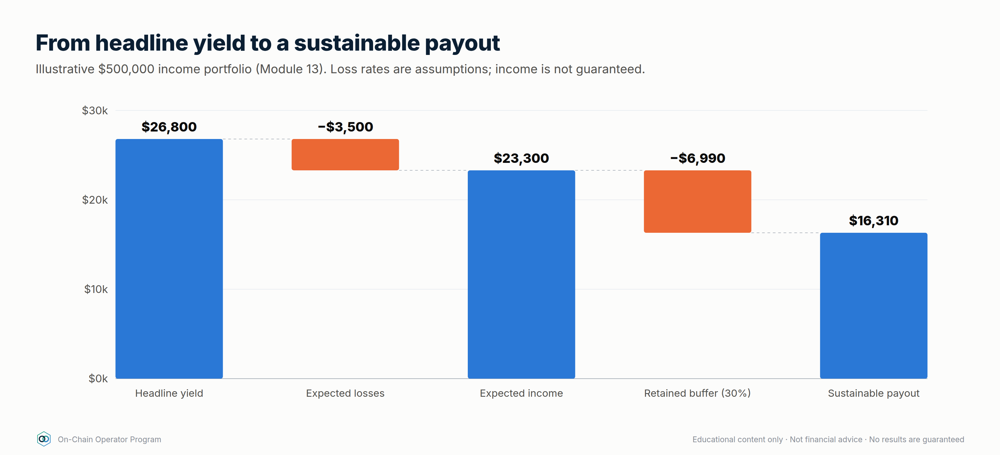 From headline yield to a sustainable payout
Illustrative $500,000 income portfolio (Module 13). Loss rates are assumptions; income is not guaranteed.
$30k
$20k
$10k
$0k
$26,800
−$3,500
$23,300
−$6,990
$16,310
Headline yield
Expected losses
Expected income
Retained buffer (30%)
Sustainable payout
On-Chain Operator Program
Educational content only · Not financial advice · No results are guaranteed